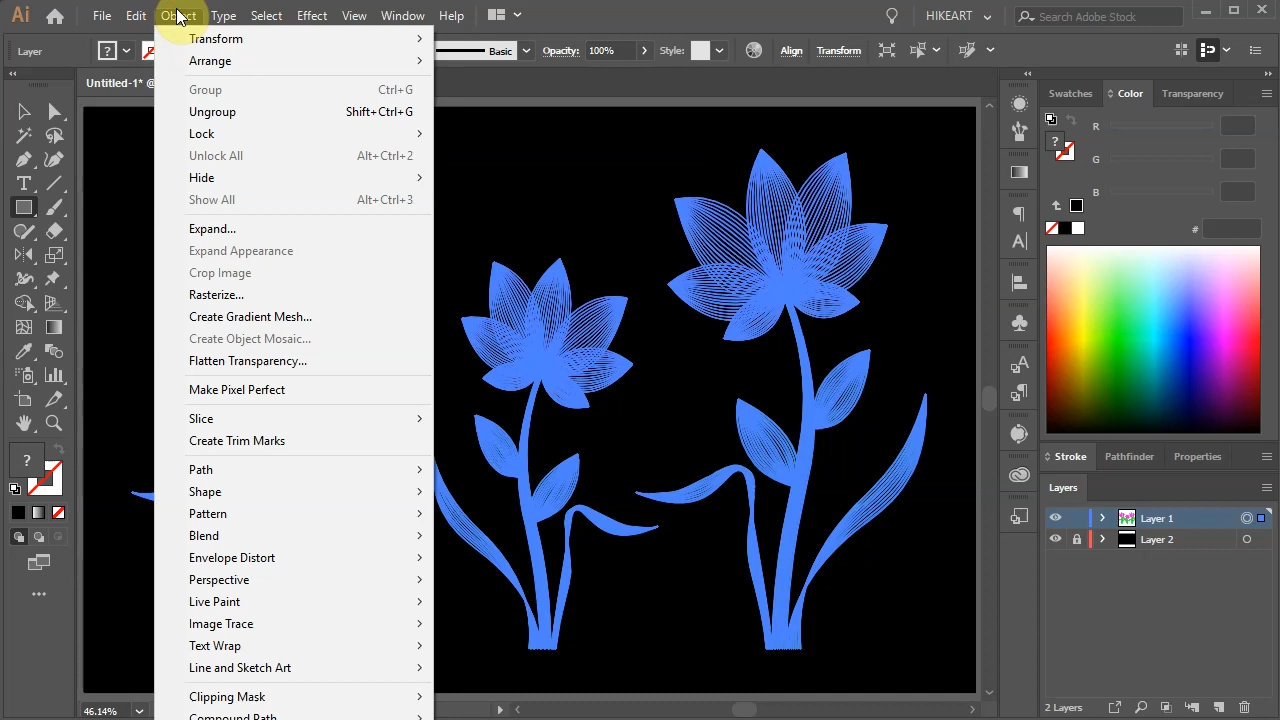 Ai File Edit Object Type Select Effect View Window Help HIKEART Search Adobe Stock
Layer ? Basic Opacity: 100% Style: Align Transform
Untitled-1* @
Transform
Arrange
Group Ctrl+G
Ungroup Shift+Ctrl+G
Lock
Unlock All Alt+Ctrl+2
Hide
Show All Alt+Ctrl+3
Expand...
Expand Appearance
Crop Image
Rasterize...
Create Gradient Mesh...
Create Object Mosaic...
Flatten Transparency...
Make Pixel Perfect
Slice
Create Trim Marks
Path
Shape
Pattern
Blend
Envelope Distort
Perspective
Live Paint
Image Trace
Text Wrap
Line and Sketch Art
Clipping Mask
Compound Path
?
46.14%
Swatches Color Transparency
?
R
G
B
#
Stroke Pathfinder Properties
Layers
Layer 1
Layer 2
2 Layers